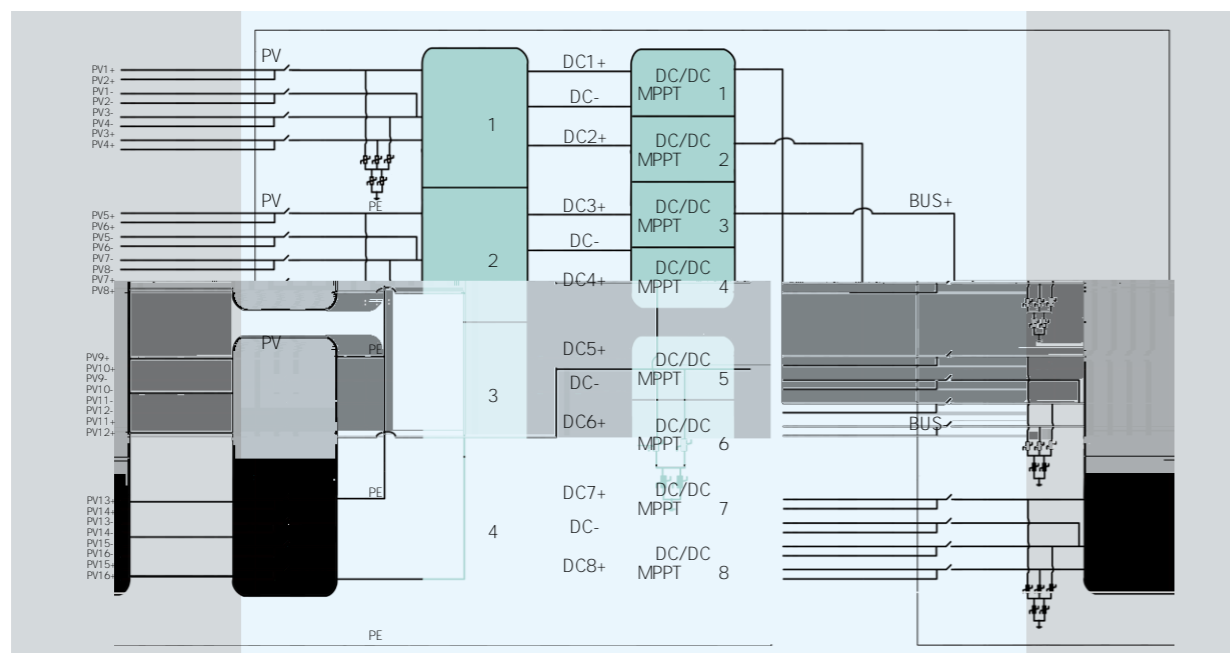 PV
PV1+
PV2+
PV1-
PV2-
PV3-
PV4-
PV3+
PV4+
PE
1
DC1+
DC-
DC2+
DC/DC
MPPT 1
DC/DC
MPPT 2
PV
PV5+
PV6+
PV5-
PV6-
PV7-
PV8-
PV7+
PV8+
PE
2
DC3+
DC-
DC4+
DC/DC
MPPT 3
DC/DC
MPPT 4
BUS+
PV
PV9+
PV10+
PV9-
PV10-
PV11-
PV12-
PV11+
PV12+
PE
3
DC5+
DC-
DC6+
DC/DC
MPPT 5
DC/DC
MPPT 6
BUS-
PV13+
PV14+
PV13-
PV14-
PV15-
PV16-
PV15+
PV16+
4
DC7+
DC-
DC8+
DC/DC
MPPT 7
DC/DC
MPPT 8
PE